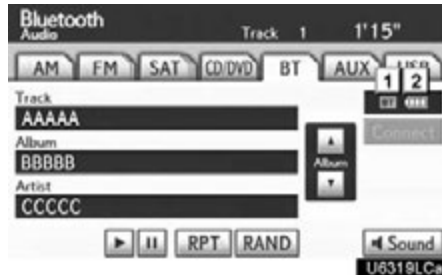 Bluetooth
Audio
Track 1 1'15"
AM FM SAT CD/DVD BT AUX USB
1 2
Track
AAAAA
Connect
Album
BBBBB
Album
Artist
CCCCC
RPT RAND
Sound
U6319LCa